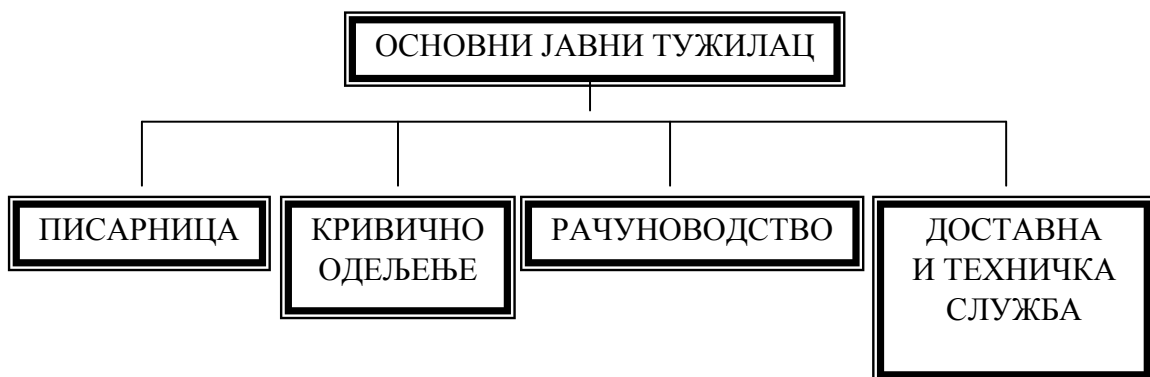 ОСНОВНИ ЈАВНИ ТУЖИЛАЦ
ПИСАРНИЦА
КРИВИЧНО
ОДЕЉЕЊЕ
РАЧУНОВОДСТВО
ДОСТАВНА
И ТЕХНИЧКА
СЛУЖБА